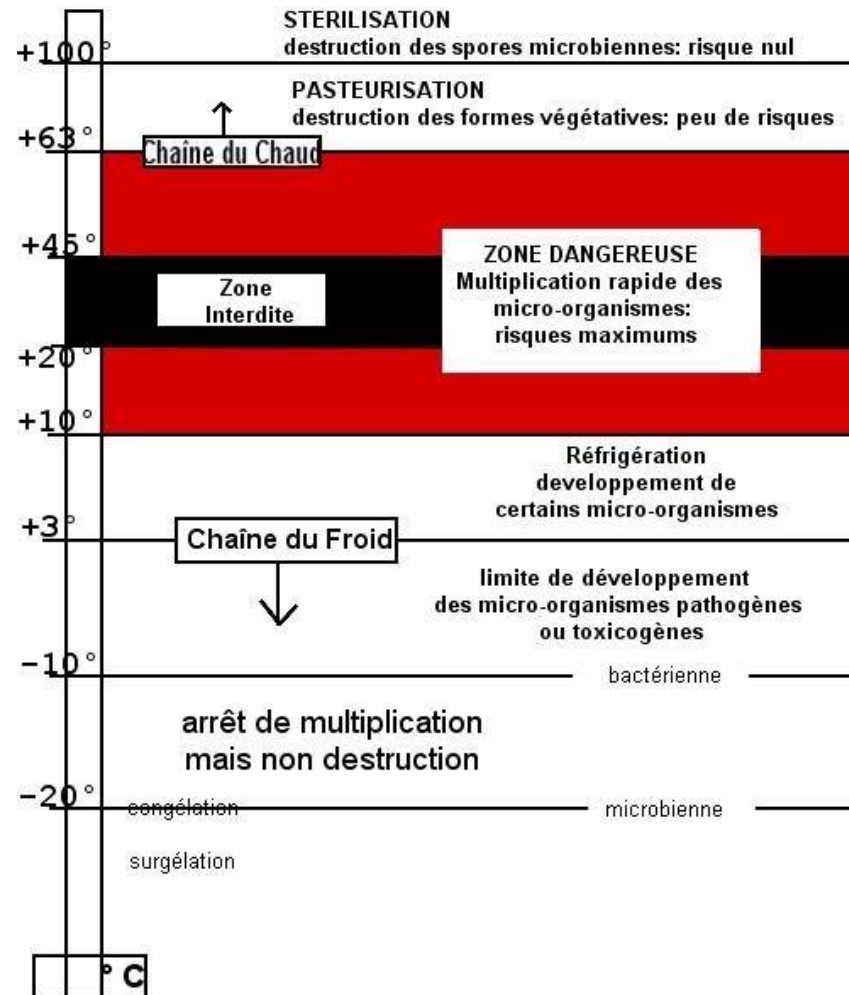 STERILISATION
destruction des spores microbiennes: risque nul
+100°
PASTEURISATION
destruction des formes végétatives: peu de risques
+63°
Chaîne du Chaud
+45°
ZONE DANGEREUSE
Multiplication rapide des
micro-organismes:
risques maximums
Zone
Interdite
+20°
+10°
Réfrigération
developpement de
certains micro-organismes
+3°
Chaîne du Froid
limite de développement
des micro-organismes pathogènes
ou toxicogènes
-10°
bactérienne
arrêt de multiplication
mais non destruction
-20°
congélation
microbienne
surgélation
° C